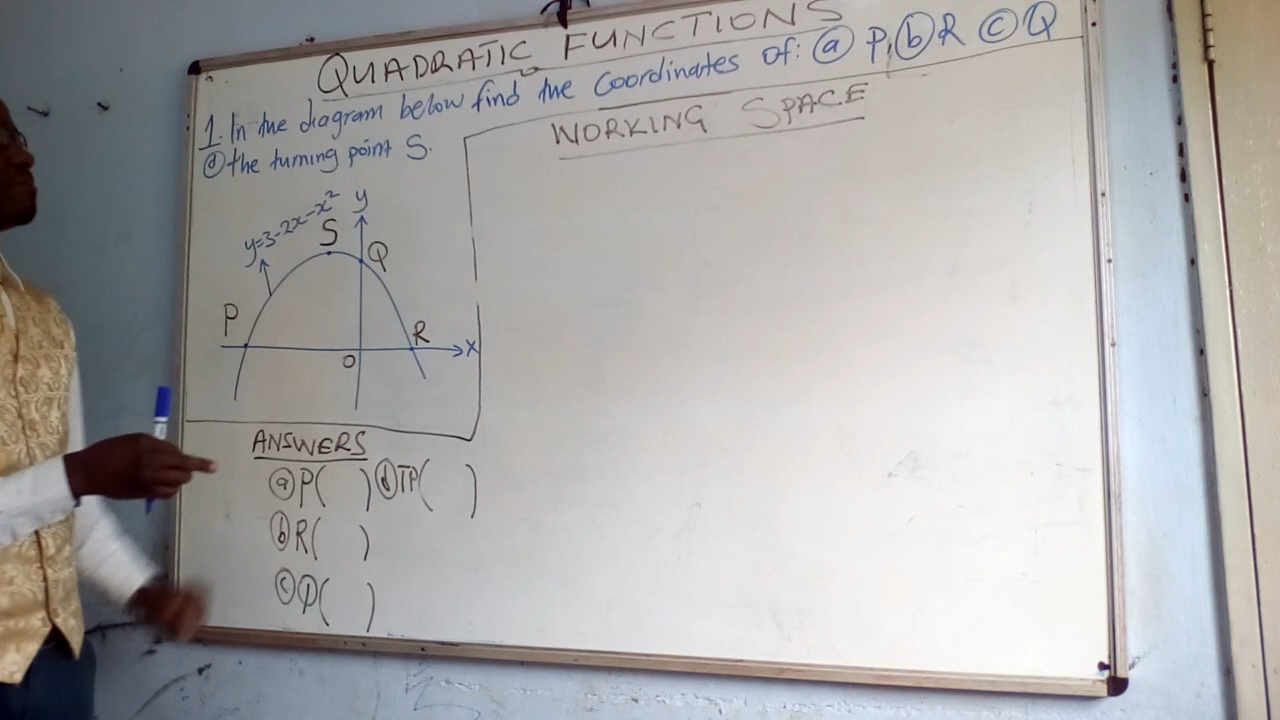 QUADRATIC FUNCTIONS
1. In the diagram below find the coordinates of: ⓐ P, ⓑ R ⓒ Q
ⓓ the turning point S.
WORKING SPACE
y=3-2x-x²
y
S
Q
P
R
x
O
ANSWERS
ⓐ P( ) ⓓ TP( )
ⓑ R( )
ⓒ Q( )